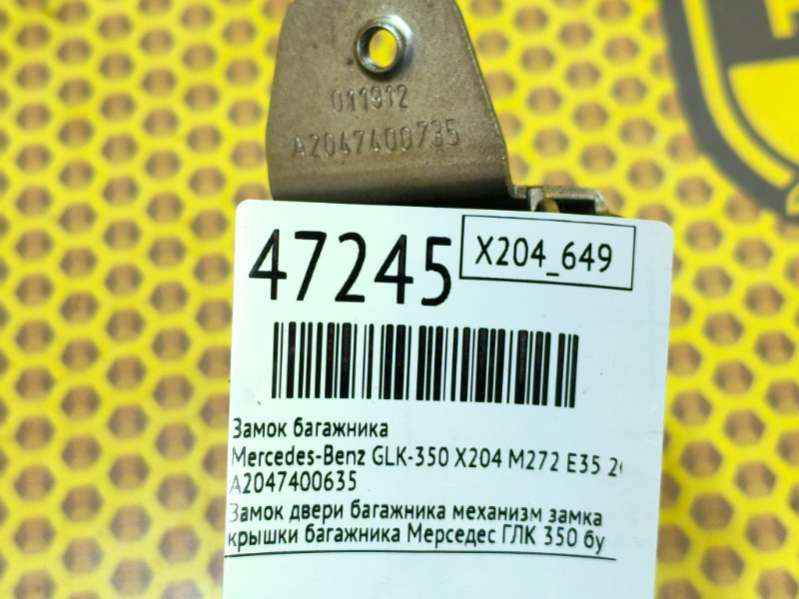 011912
A2047400735
47245
X204_649
Замок багажника
Mercedes-Benz GLK-350 X204 M272 E35
A2047400635
Замок двери багажника механизм замка
крышки багажника Мерседес ГЛК 350 бу